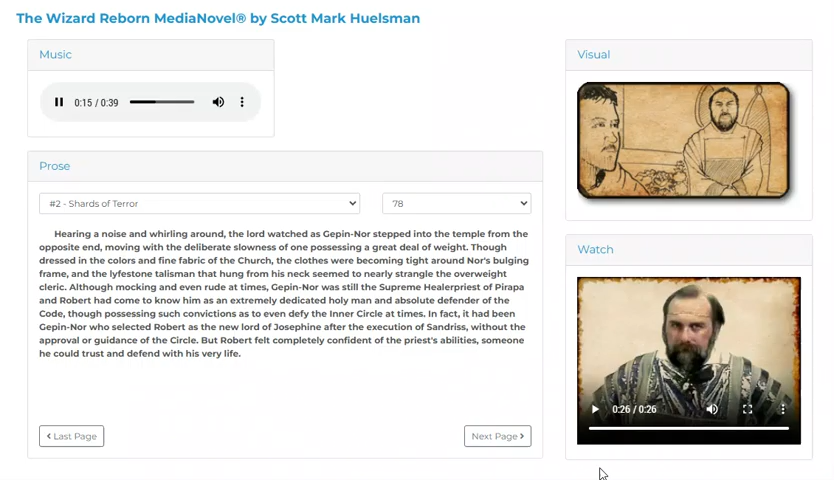 The Wizard Reborn MediaNovel® by Scott Mark Huelsman
Music
0:15 / 0:39
Prose
#2 - Shards of Terror
78
Hearing a noise and whirling around, the lord watched as Gepin-Nor stepped into the temple from the
opposite end, moving with the deliberate slowness of one possessing a great deal of weight. Though
dressed in the colors and fine fabric of the Church, the clothes were becoming tight around Nor's bulging
frame, and the lyfestone talisman that hung from his neck seemed to nearly strangle the overweight
cleric. Although mocking and even rude at times, Gepin-Nor was still the Supreme Healerpriest of Pirapa
and Robert had come to know him as an extremely dedicated holy man and absolute defender of the
Code, though possessing such convictions as to even defy the Inner Circle at times. In fact, it had been
Gepin-Nor who selected Robert as the new lord of Josephine after the execution of Sandriss, without the
approval or guidance of the Circle. But Robert felt completely confident of the priest's abilities, someone
he could trust and defend with his very life.
Last Page
Next Page
Visual
Watch
0:26 / 0:26